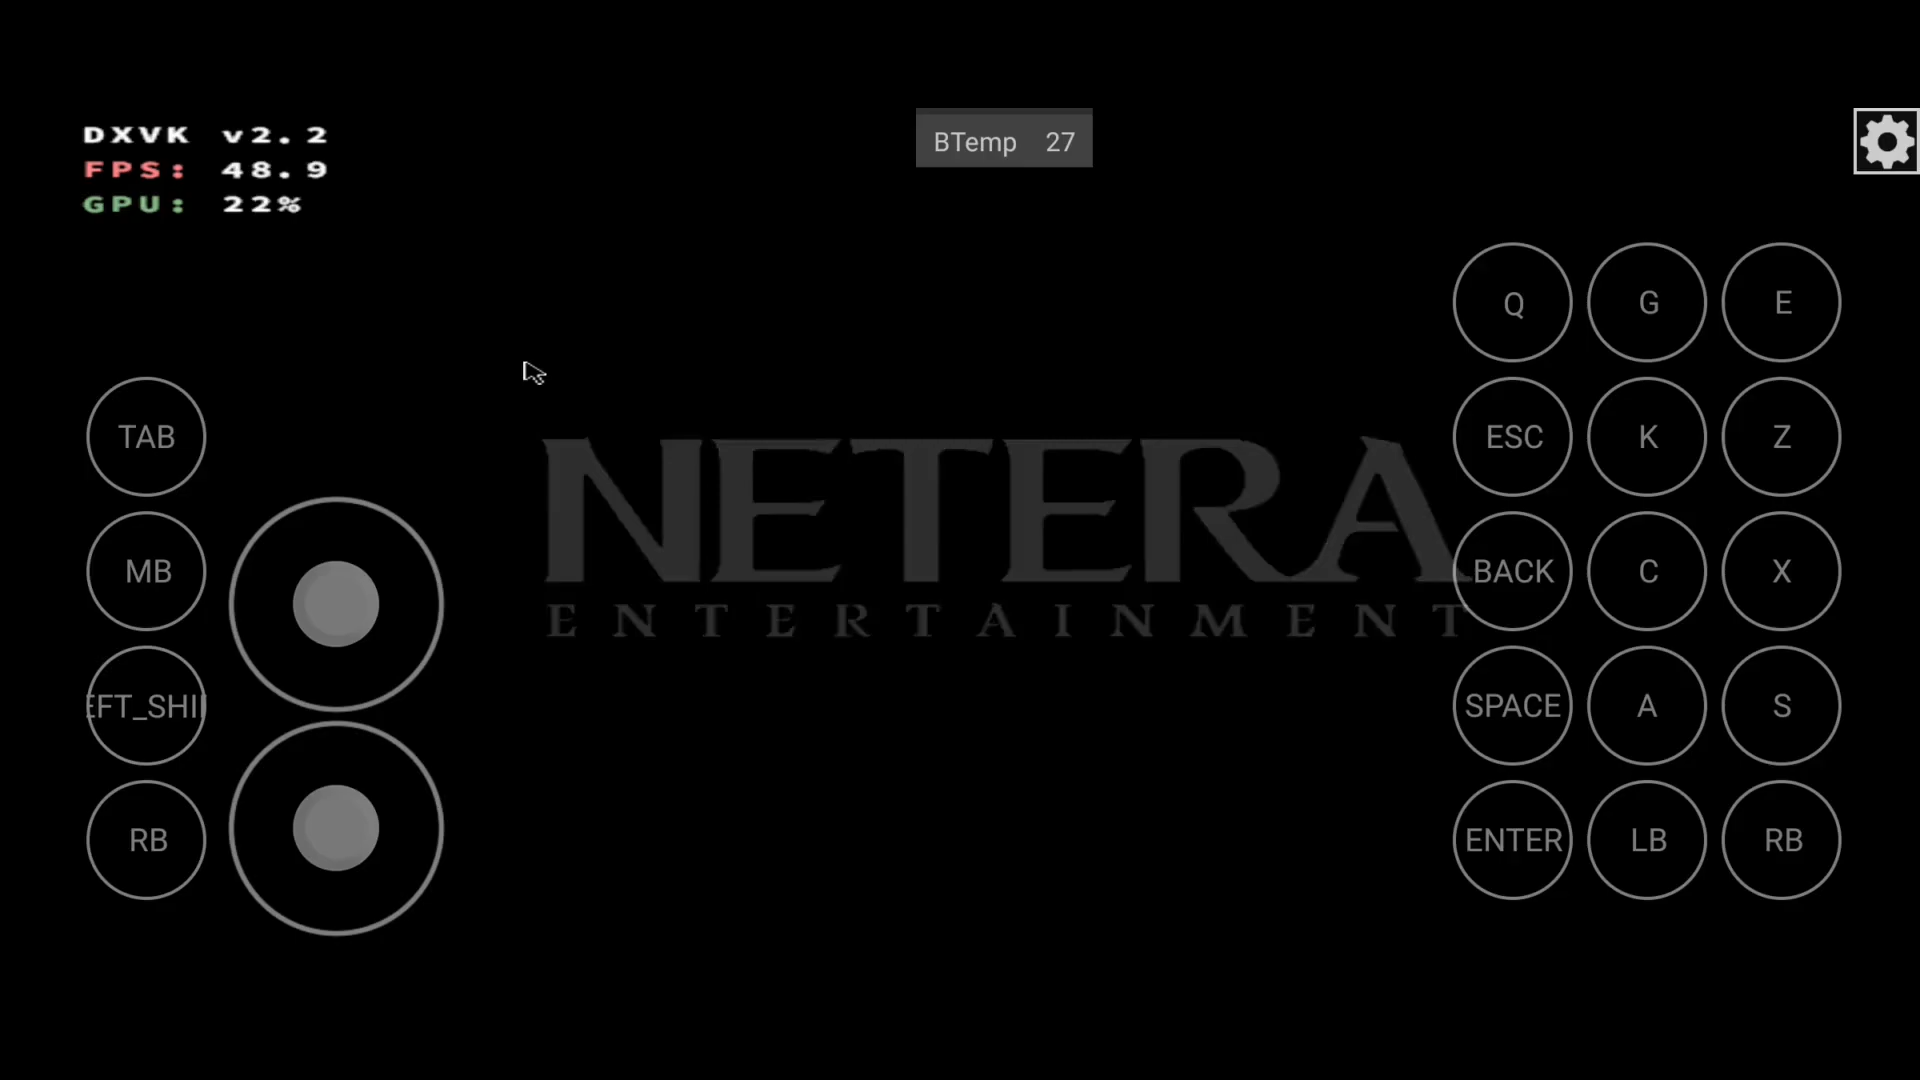 DXVK v2.2
FPS: 48.9
GPU: 22%
BTemp 27
Q G E
TAB
ESC K Z
NETERA
MB
BACK C X
ENTERTAINMENT
EFT_SHI
SPACE A S
RB
ENTER LB RB